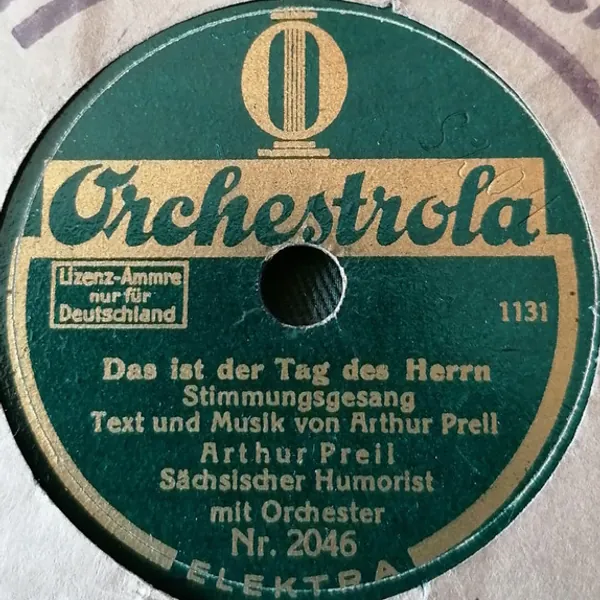 Orchestrola
Lizenz-Ammre
nur für
Deutschland
1131
Das ist der Tag des Herrn
Stimmungsgesang
Text und Musik von Arthur Preil
Arthur Preil
Sächsischer Humorist
mit Orchester
Nr. 2046
ELEKTRA